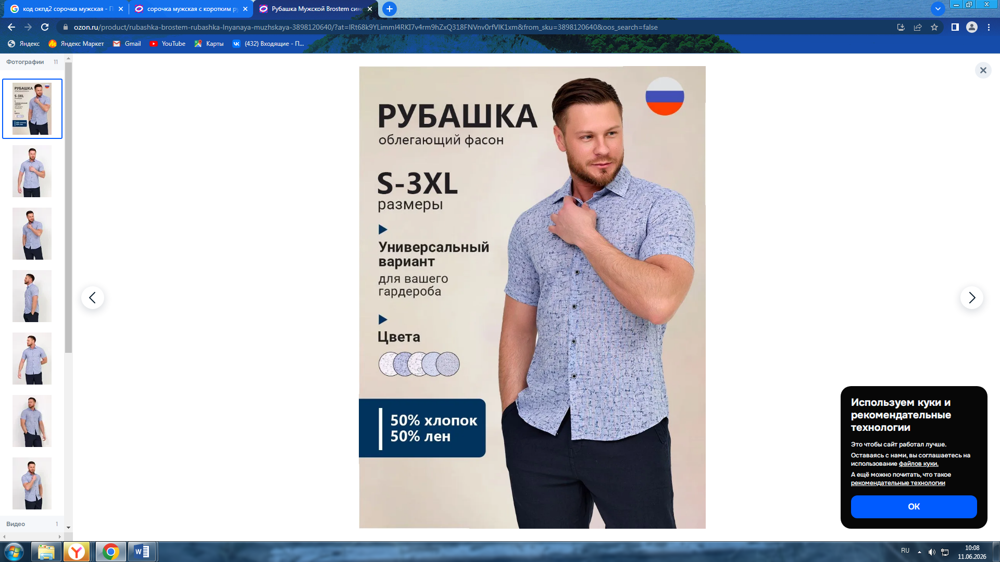 код окпд2 сорочка мужская - П
сорочка мужская с коротким ру
Рубашка Мужской Brostem сине
ozon.ru/product/rubashka-brostem-rubashka-lnyanaya-muzhskaya-3898120640/?at=lRt68k9YLimml4RKI7v4rm9hZxQ318FNVnv0rfVlK1xm&from_sku=3898120640&oos_search=false
Яндекс
Яндекс Маркет
Gmail
YouTube
Карты
(432) Входящие - П...
Фотографии 11
РУБАШКА
облегающий фасон
S-3XL
размеры
Универсальный
вариант
для вашего
гардероба
Цвета
50% хлопок
50% лен
Используем куки и
рекомендательные
технологии
Это чтобы сайт работал лучше.
Оставаясь с нами, вы соглашаетесь на
использование файлов куки.
А ещё можно почитать, что такое
рекомендательные технологии
ОК
Видео 1
RU
10:08
11.06.2026